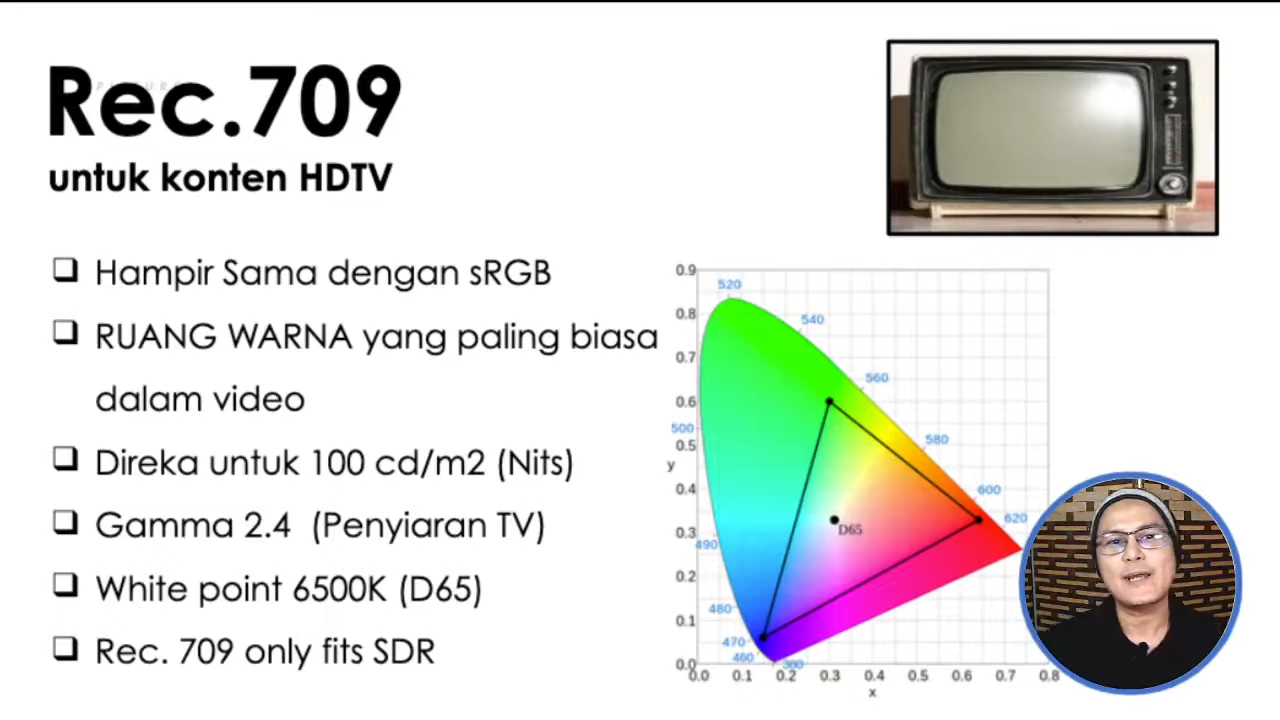 Rec.709
untuk konten HDTV
Hampir Sama dengan sRGB
RUANG WARNA yang paling biasa
dalam video
Direka untuk 100 cd/m2 (Nits)
Gamma 2.4 (Penyiaran TV)
White point 6500K (D65)
Rec. 709 only fits SDR
0.9
0.8
0.7
0.6
0.5
y
0.4
0.3
0.2
0.1
0.0
520
540
560
500
580
600
620
D65
490
480
470
460
380
0.0 0.1 0.2 0.3 0.4 0.5 0.6 0.7 0.8
x